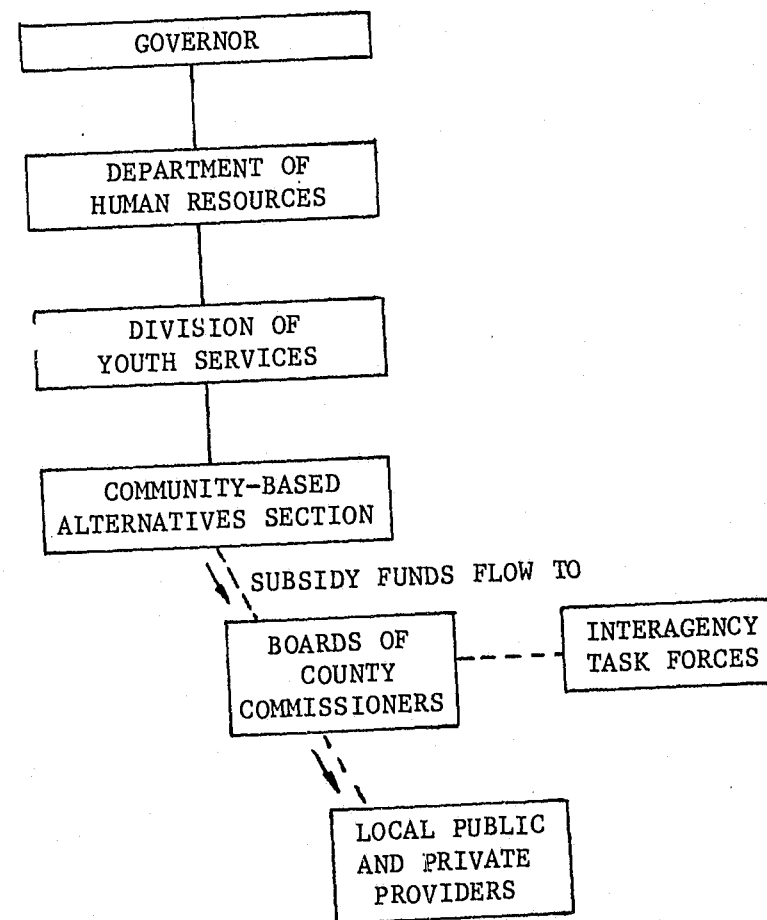 GOVERNOR
DEPARTMENT OF
HUMAN RESOURCES
DIVISION OF
YOUTH SERVICES
COMMUNITY-BASED
ALTERNATIVES SECTION
SUBSIDY FUNDS FLOW TO
BOARDS OF
COUNTY
COMMISSIONERS
INTERAGENCY
TASK FORCES
LOCAL PUBLIC
AND PRIVATE
PROVIDERS